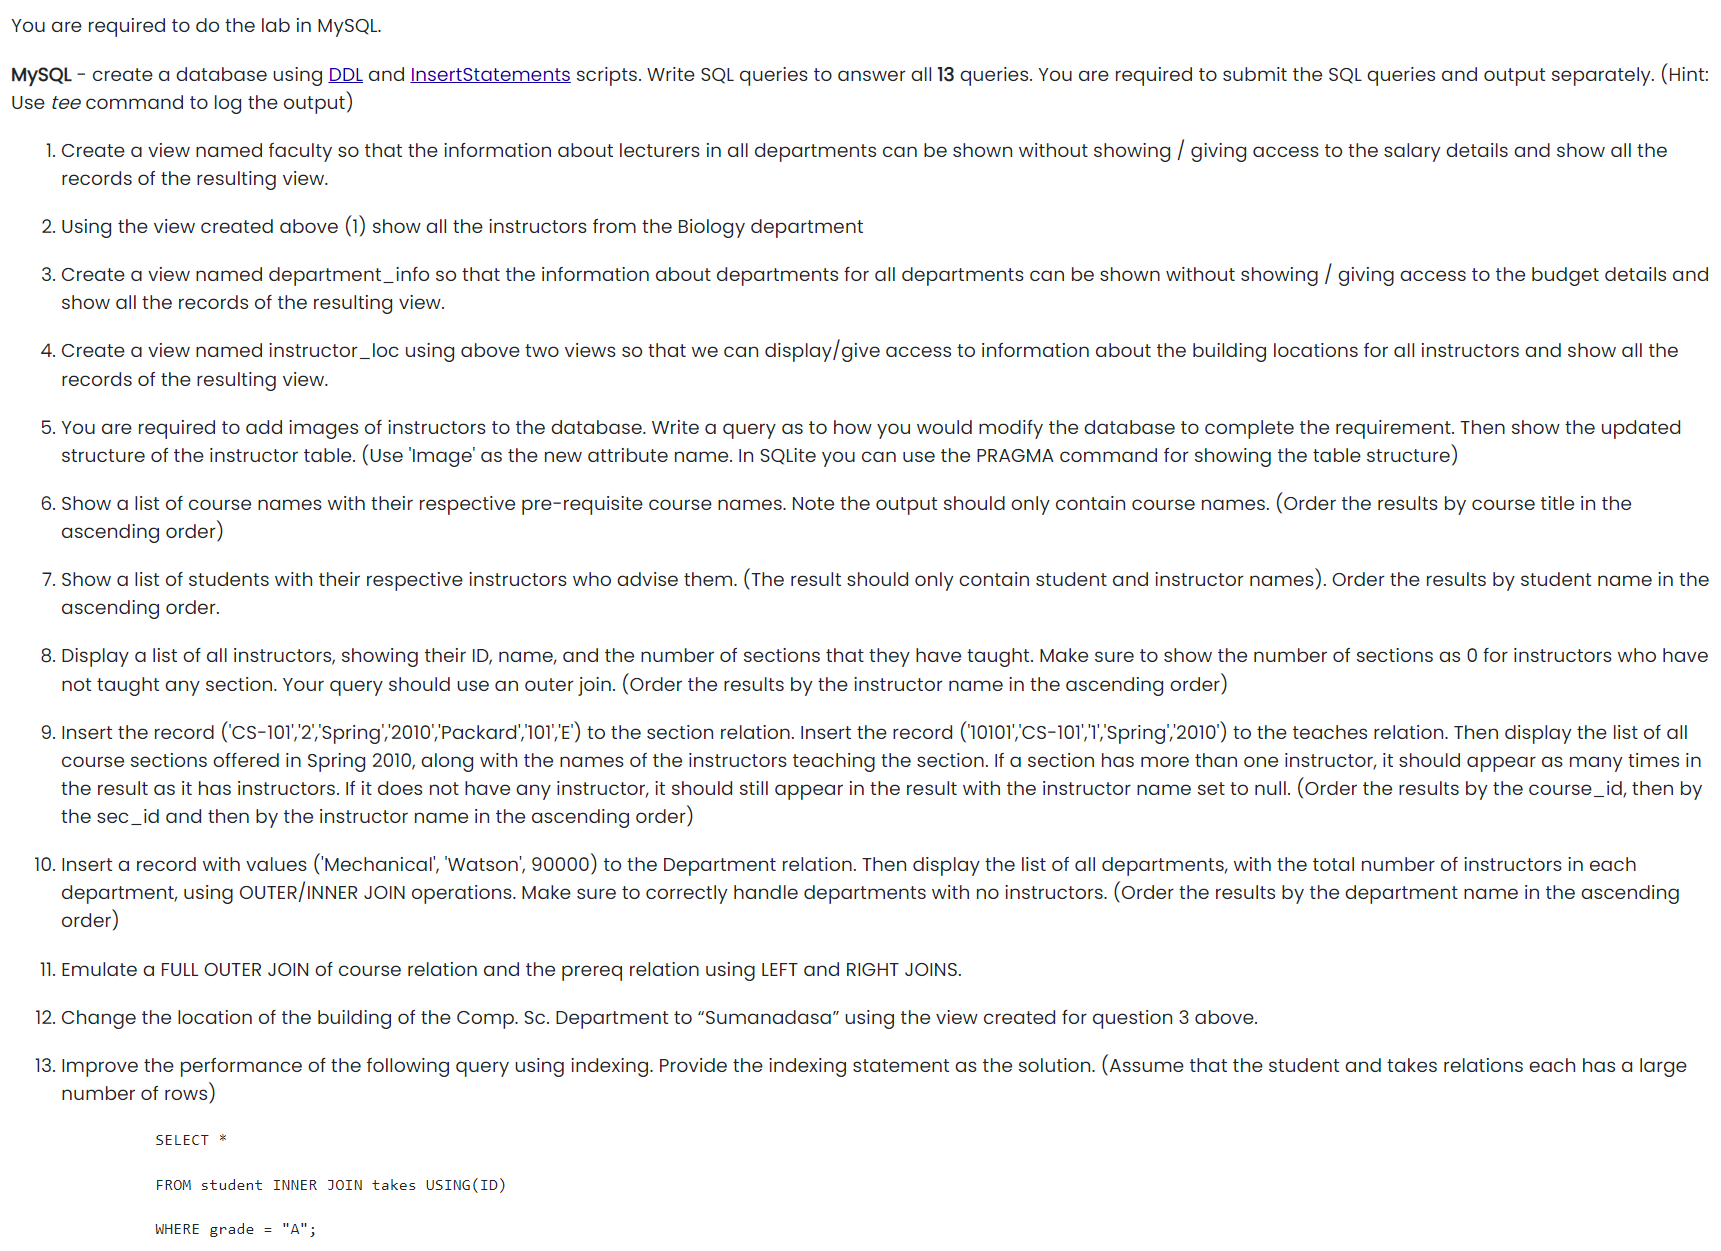 You are required to do the lab in MySQL.
MySQL - create a database using DDL and InsertStatements scripts. Write SQL queries to answer all 13 queries. You are required to submit the SQL queries and output separately. (Hint:
Use tee command to log the output)
1. Create a view named faculty so that the information about lecturers in all departments can be shown without showing / giving access to the salary details and show all the
records of the resulting view.
2. Using the view created above (1) show all the instructors from the Biology department
3. Create a view named department_info so that the information about departments for all departments can be shown without showing / giving access to the budget details and
show all the records of the resulting view.
4. Create a view named instructor_loc using above two views so that we can display/give access to information about the building locations for all instructors and show all the
records of the resulting view.
5. You are required to add images of instructors to the database. Write a query as to how you would modify the database to complete the requirement. Then show the updated
structure of the instructor table. (Use 'Image' as the new attribute name. In SQLite you can use the PRAGMA command for showing the table structure)
6. Show a list of course names with their respective pre-requisite course names. Note the output should only contain course names. (Order the results by course title in the
ascending order)
7. Show a list of students with their respective instructors who advise them. (The result should only contain student and instructor names). Order the results by student name in the
ascending order.
8. Display a list of all instructors, showing their ID, name, and the number of sections that they have taught. Make sure to show the number of sections as 0 for instructors who have
not taught any section. Your query should use an outer join. (Order the results by the instructor name in the ascending order)
9. Insert the record ('CS-101','2','Spring','2010','Packard','101','E') to the section relation. Insert the record ('10101','CS-101','1','Spring','2010') to the teaches relation. Then display the list of all
course sections offered in Spring 2010, along with the names of the instructors teaching the section. If a section has more than one instructor, it should appear as many times in
the result as it has instructors. If it does not have any instructor, it should still appear in the result with the instructor name set to null. (Order the results by the course_id, then by
the sec_id and then by the instructor name in the ascending order)
10. Insert a record with values ('Mechanical', 'Watson', 90000) to the Department relation. Then display the list of all departments, with the total number of instructors in each
department, using OUTER/INNER JOIN operations. Make sure to correctly handle departments with no instructors. (Order the results by the department name in the ascending
order)
11. Emulate a FULL OUTER JOIN of course relation and the prereq relation using LEFT and RIGHT JOINS.
12. Change the location of the building of the Comp. Sc. Department to “Sumanadasa” using the view created for question 3 above.
13. Improve the performance of the following query using indexing. Provide the indexing statement as the solution. (Assume that the student and takes relations each has a large
number of rows)
SELECT *
FROM student INNER JOIN takes USING(ID)
WHERE grade = "A";